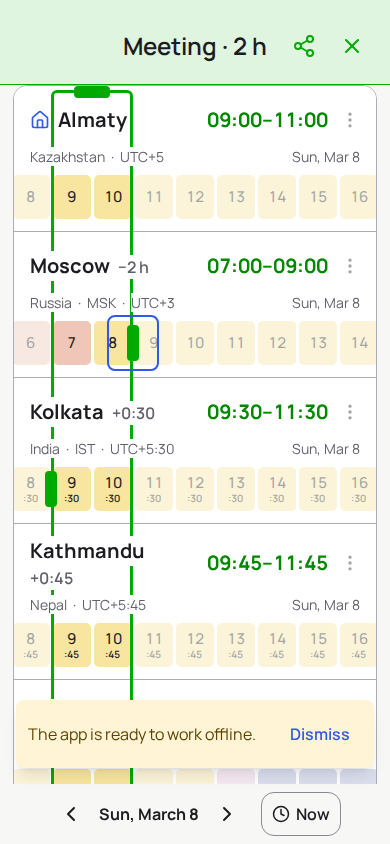 Meeting · 2 h
Almaty 09:00–11:00
Kazakhstan · UTC+5 Sun, Mar 8
8 9 10 11 12 13 14 15 16
Moscow −2 h 07:00–09:00
Russia · MSK · UTC+3 Sun, Mar 8
6 7 8 9 10 11 12 13 14
Kolkata +0:30 09:30–11:30
India · IST · UTC+5:30 Sun, Mar 8
8 9 10 11 12 13 14 15 16
:30 :30 :30 :30 :30 :30 :30 :30 :30
Kathmandu
+0:45 09:45–11:45
Nepal · UTC+5:45 Sun, Mar 8
8 9 10 11 12 13 14 15 16
:45 :45 :45 :45 :45 :45 :45 :45 :45
The app is ready to work offline. Dismiss
Sun, March 8 Now